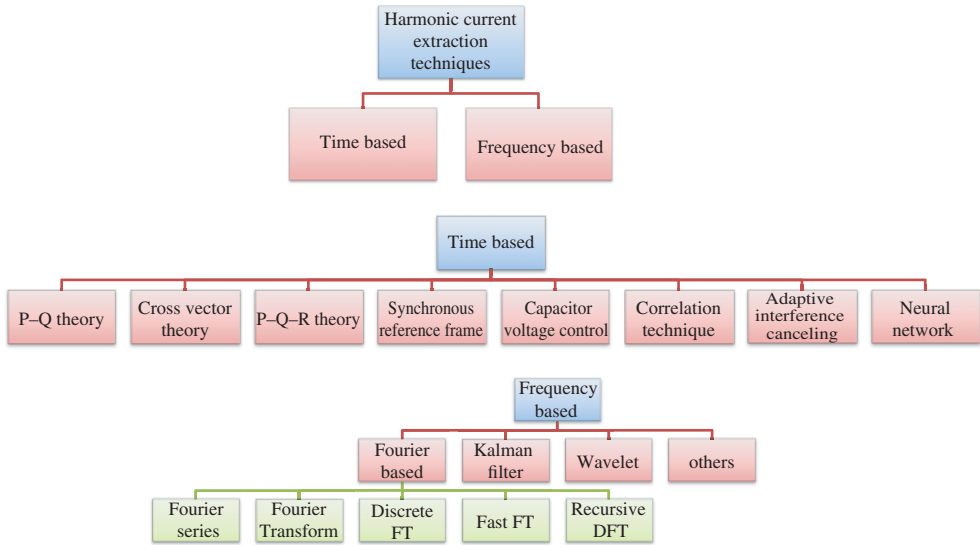 Harmonic current
extraction
techniques
Time based
Frequency based
Time based
P–Q theory
Cross vector
theory
P–Q–R theory
Synchronous
reference frame
Capacitor
voltage control
Correlation
technique
Adaptive
interference
canceling
Neural
network
Frequency
based
Fourier
based
Kalman
filter
Wavelet
others
Fourier
series
Fourier
Transform
Discrete
FT
Fast FT
Recursive
DFT